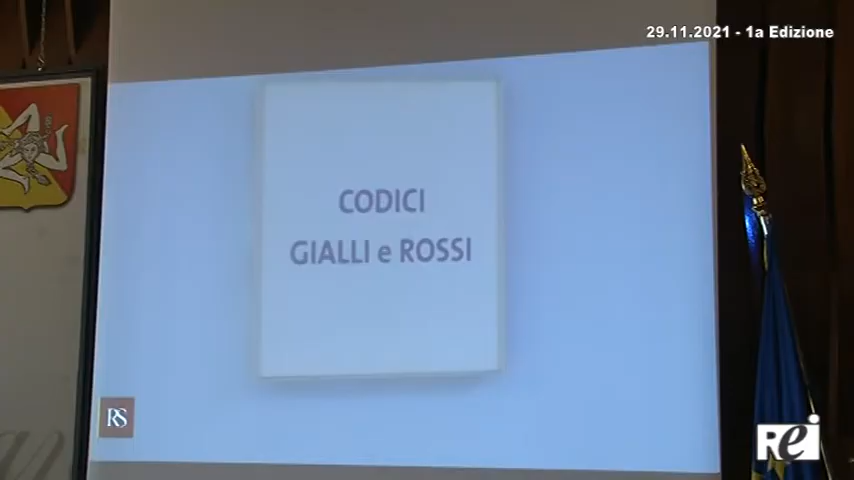 29.11.2021 - 1a Edizione
CODICI
GIALLI e ROSSI
RS
Rei